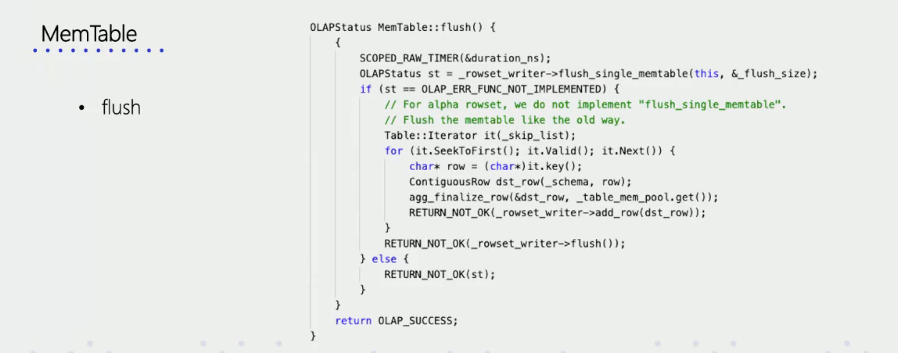 MemTable
• flush
OLAPStatus MemTable::flush() {
{
SCOPED_RAW_TIMER(&duration_ns);
OLAPStatus st = _rowset_writer->flush_single_memtable(this, &_flush_size);
if (st == OLAP_ERR_FUNC_NOT_IMPLEMENTED) {
// For alpha rowset, we do not implement "flush_single_memtable".
// Flush the memtable like the old way.
Table::Iterator it(_skip_list);
for (it.SeekToFirst(); it.Valid(); it.Next()) {
char* row = (char*)it.key();
ContiguousRow dst_row(_schema, row);
agg_finalize_row(&dst_row, _table_mem_pool.get());
RETURN_NOT_OK(_rowset_writer->add_row(dst_row));
}
RETURN_NOT_OK(_rowset_writer->flush());
} else {
RETURN_NOT_OK(st);
}
}
return OLAP_SUCCESS;
}